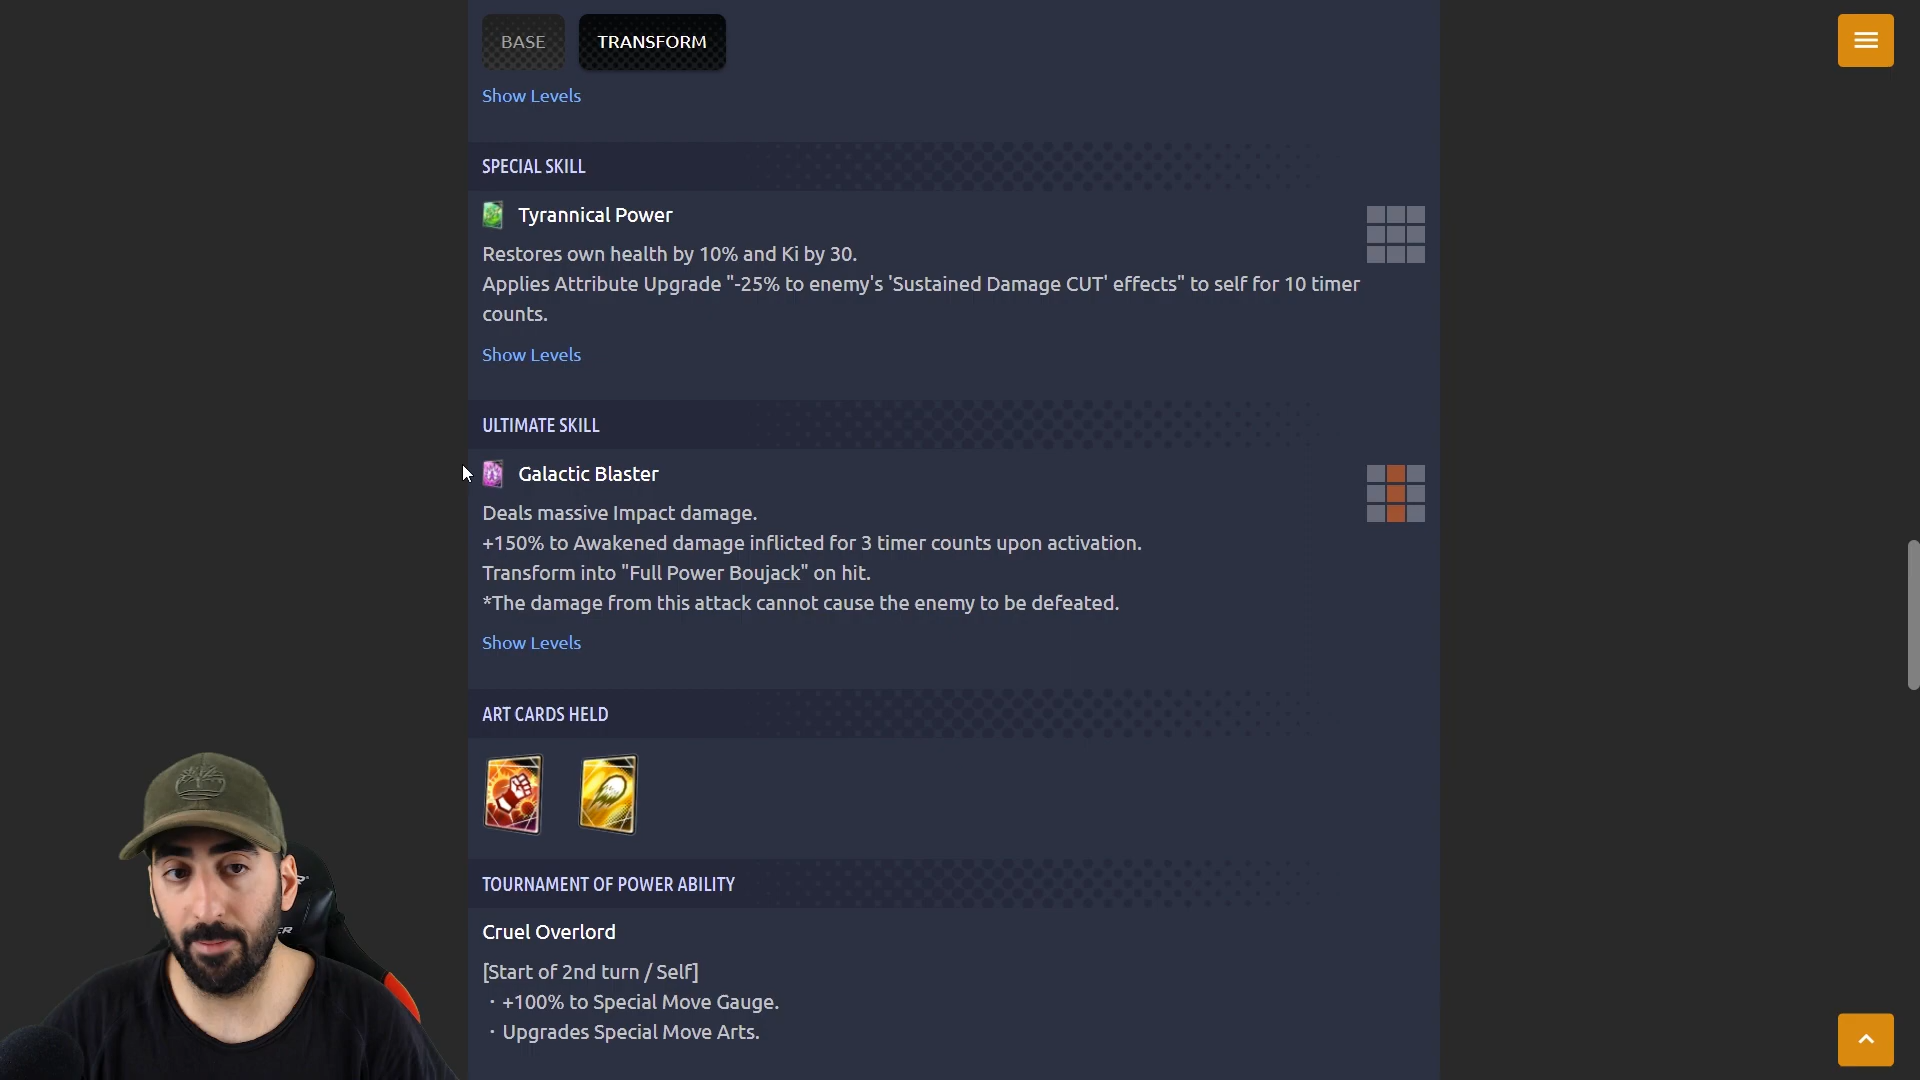 BASE
TRANSFORM
Show Levels
SPECIAL SKILL
Tyrannical Power
Restores own health by 10% and Ki by 30.
Applies Attribute Upgrade "-25% to enemy's 'Sustained Damage CUT' effects" to self for 10 timer
counts.
Show Levels
ULTIMATE SKILL
Galactic Blaster
Deals massive Impact damage.
+150% to Awakened damage inflicted for 3 timer counts upon activation.
Transform into "Full Power Boujack" on hit.
*The damage from this attack cannot cause the enemy to be defeated.
Show Levels
ART CARDS HELD
TOURNAMENT OF POWER ABILITY
Cruel Overlord
[Start of 2nd turn / Self]
・+100% to Special Move Gauge.
・Upgrades Special Move Arts.